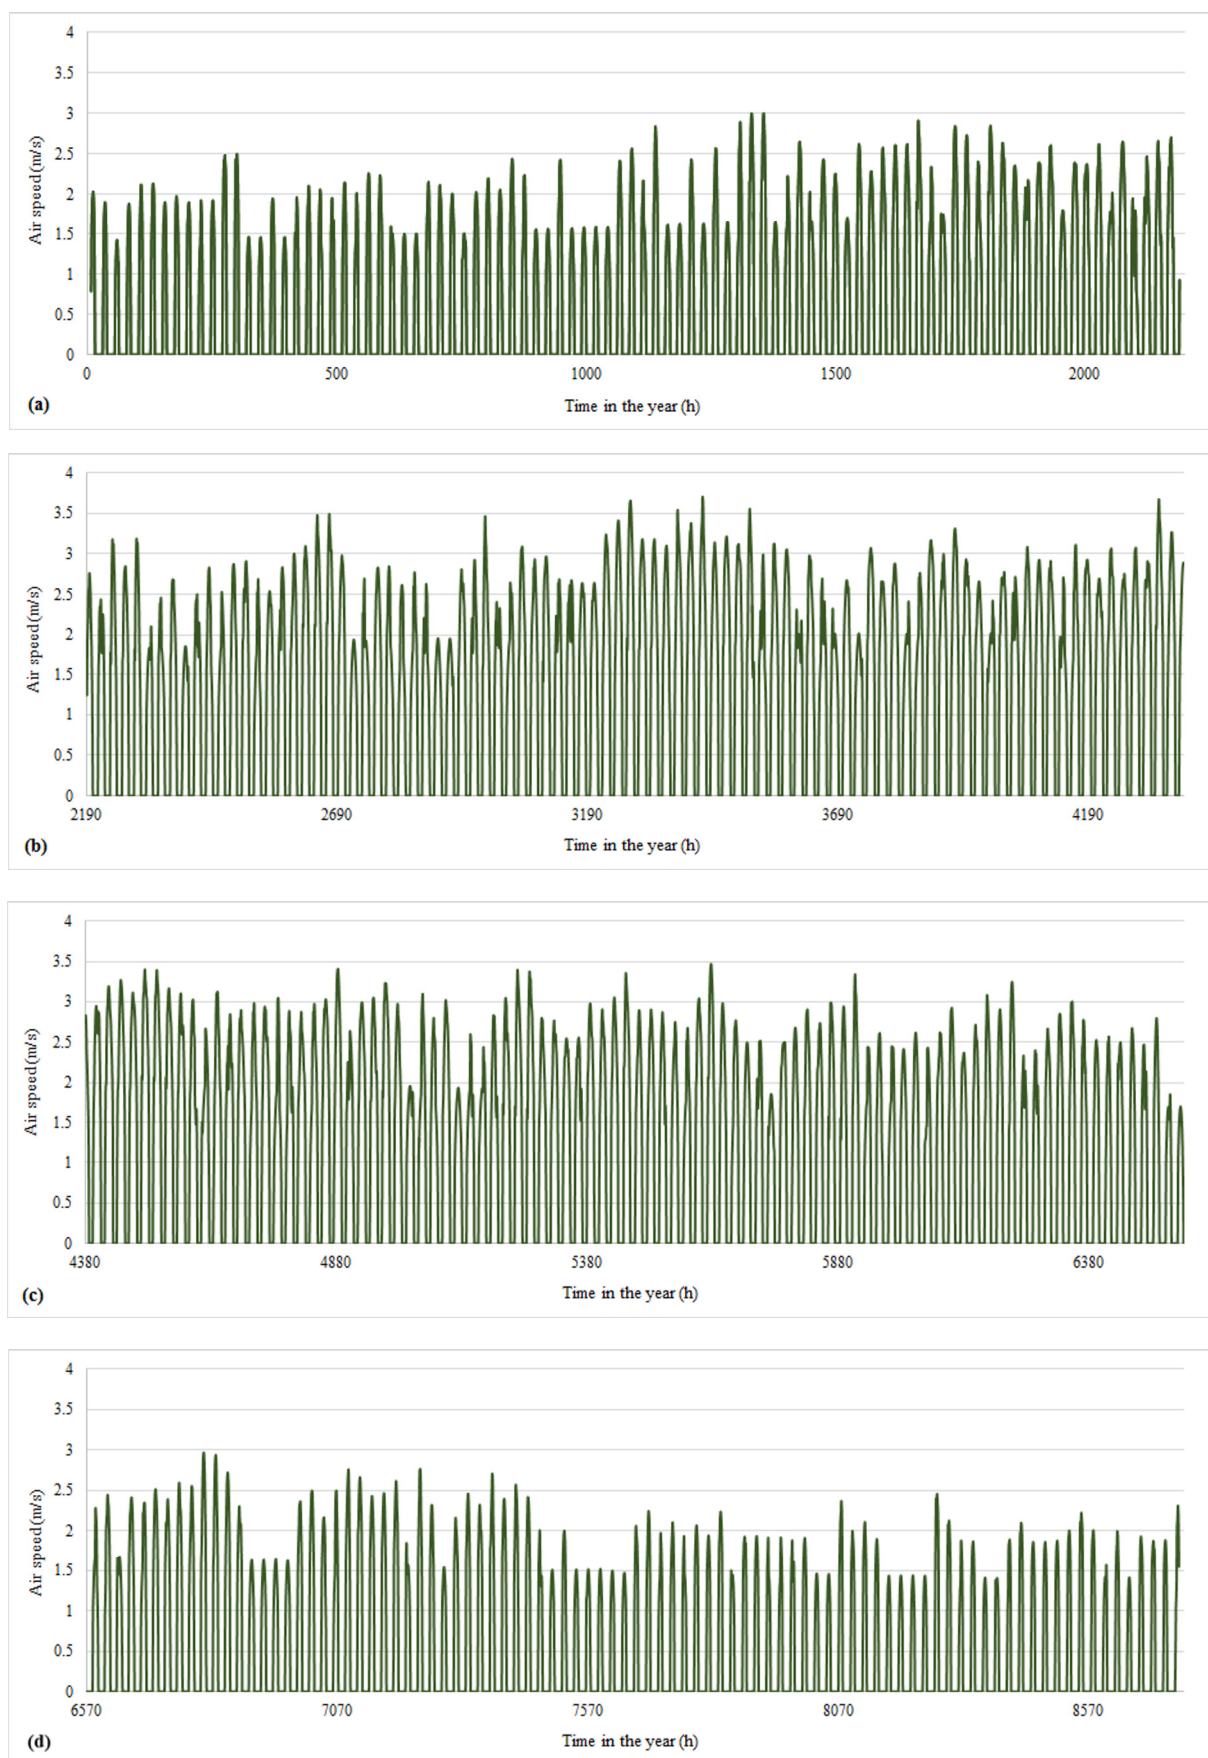 4
3.5
3
2.5
2
1.5
1
0.5
0
Air speed (m/s)
0 500 1000 1500 2000
Time in the year (h)
(a)
4
3.5
3
2.5
2
1.5
1
0.5
0
Air speed (m/s)
2190 2690 3190 3690 4190
Time in the year (h)
(b)
4
3.5
3
2.5
2
1.5
1
0.5
0
Air speed (m/s)
4380 4880 5380 5880 6380
Time in the year (h)
(c)
4
3.5
3
2.5
2
1.5
1
0.5
0
Air speed (m/s)
6570 7070 7570 8070 8570
Time in the year (h)
(d)